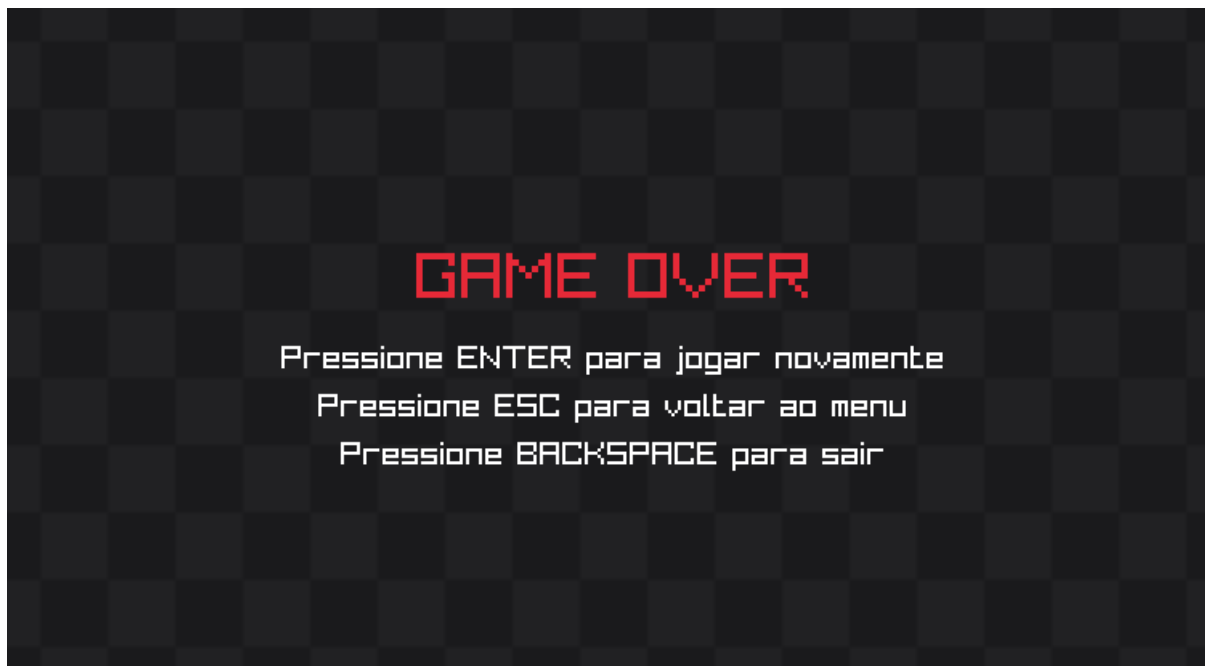 GAME OVER
Pressione ENTER para jogar novamente
Pressione ESC para voltar ao menu
Pressione BACKSPACE para sair